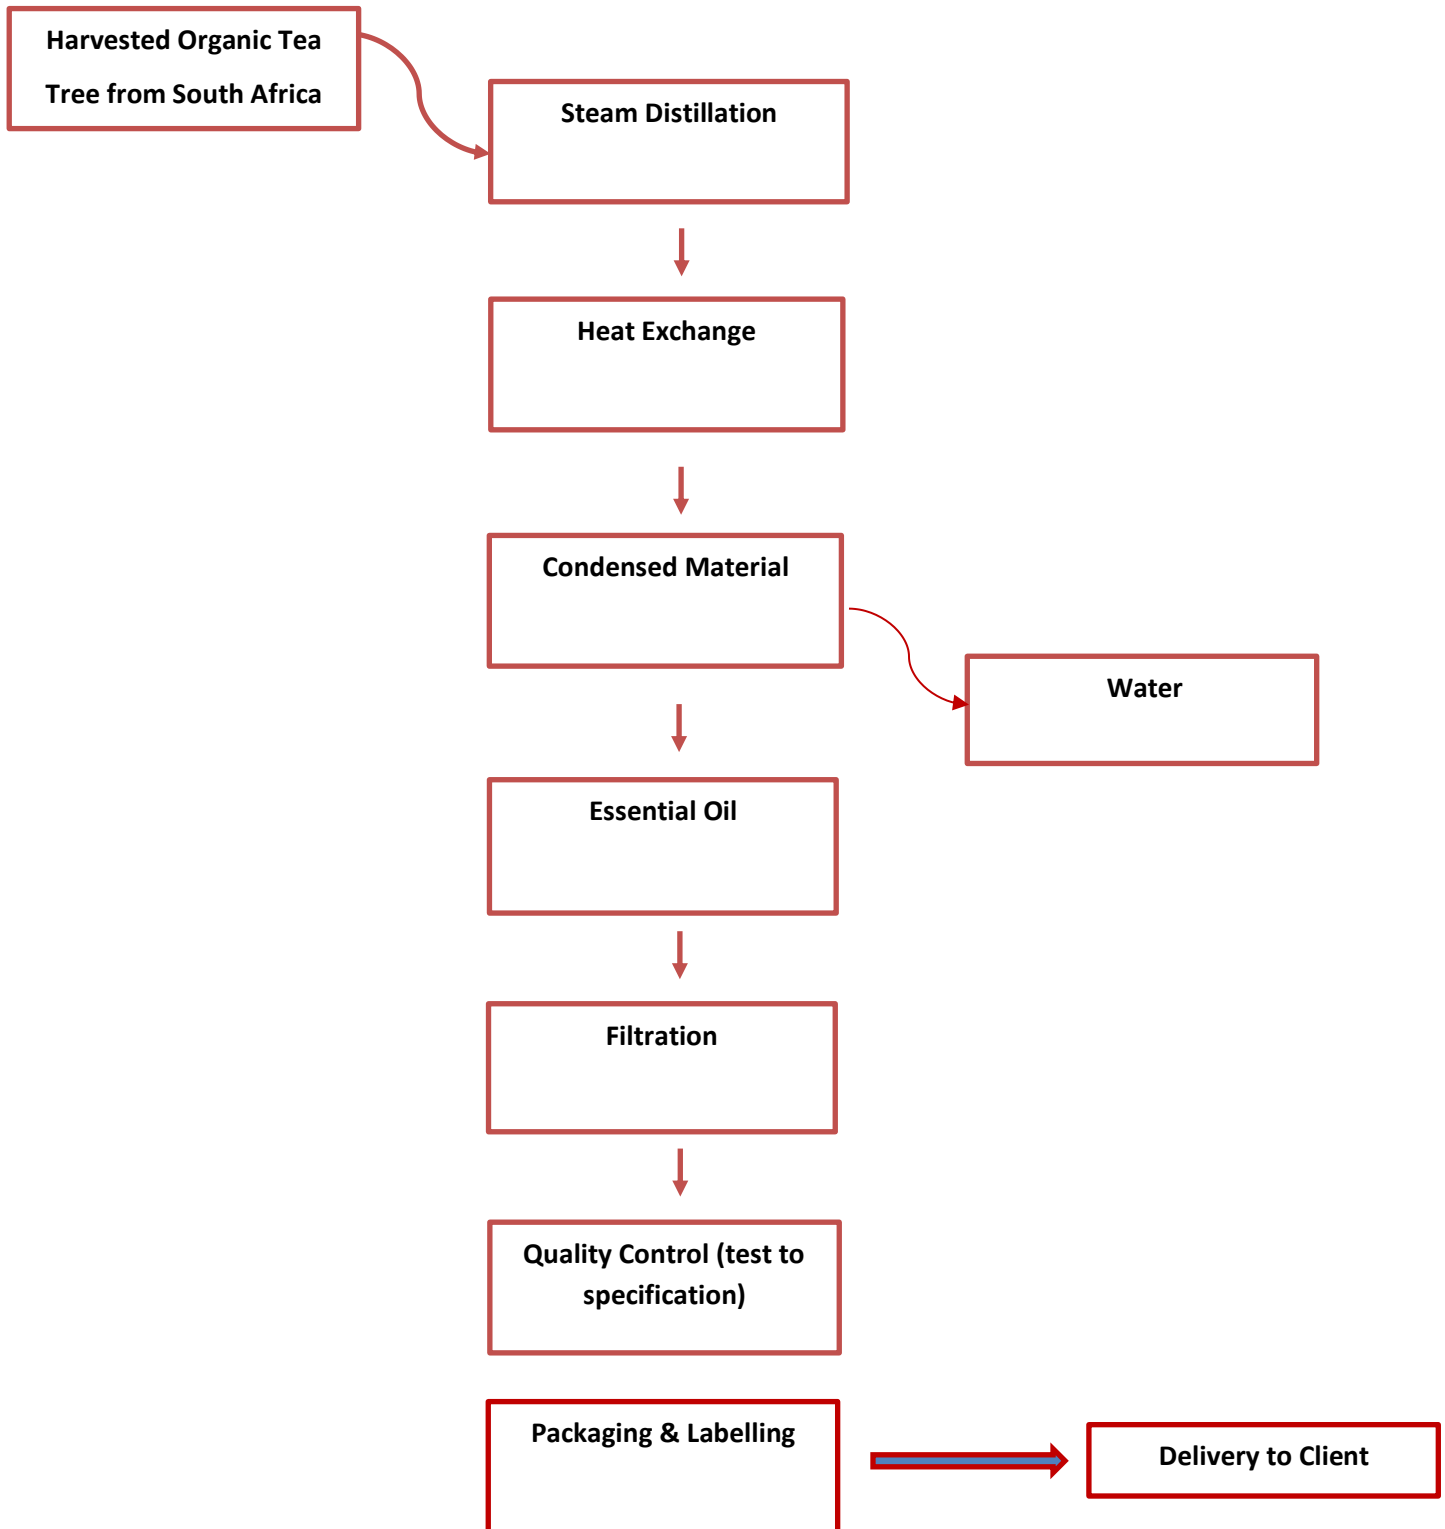 Harvested Organic Tea
Tree from South Africa
Steam Distillation
Heat Exchange
Condensed Material
Water
Essential Oil
Filtration
Quality Control (test to
specification)
Packaging & Labelling
Delivery to Client